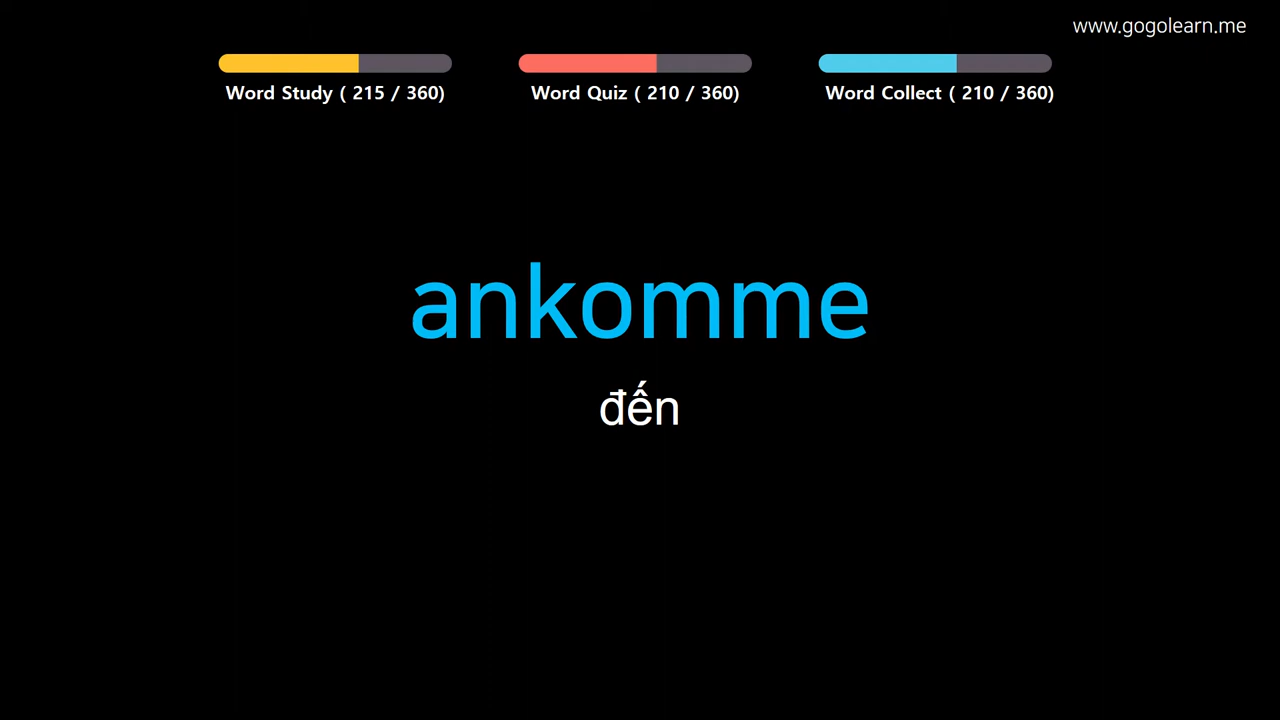 www.gogolearn.me
Word Study ( 215 / 360)
Word Quiz ( 210 / 360)
Word Collect ( 210 / 360)
ankomme
đến